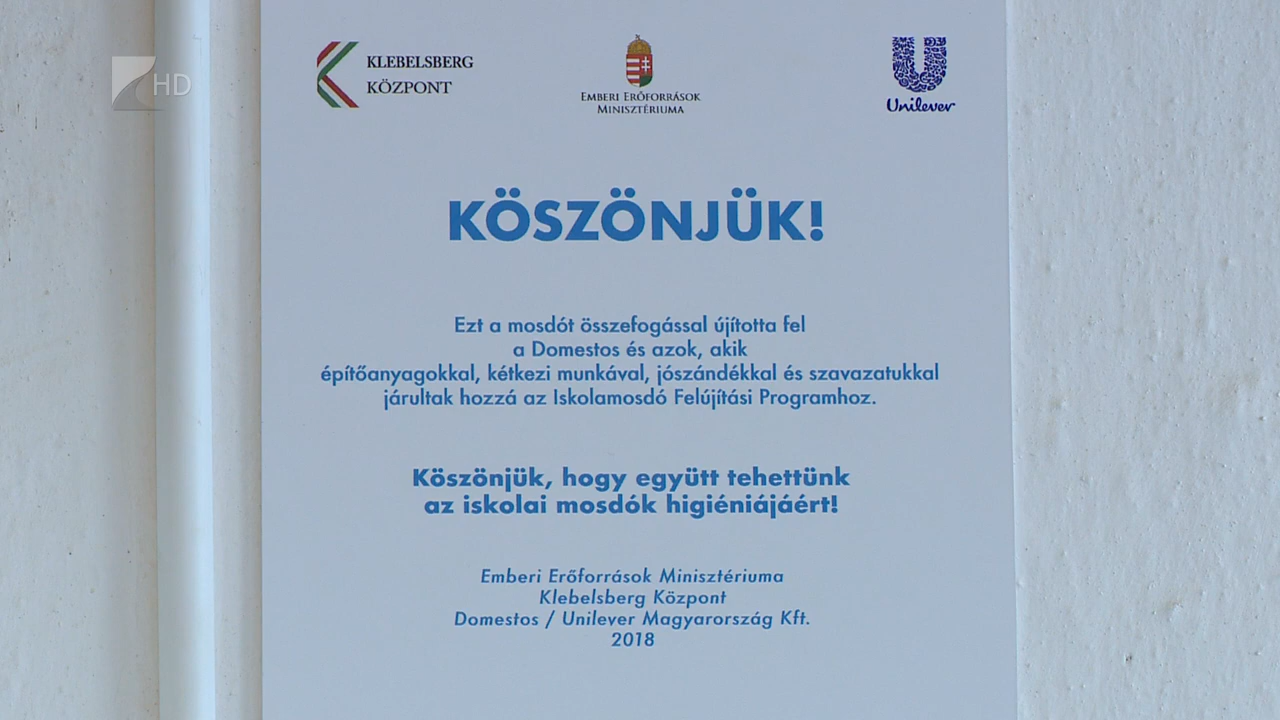 KLEBELSBERG
KÖZPONT
EMBERI ERŐFORRÁSOK
MINISZTÉRIUMA
Unilever
HD
KÖSZÖNJÜK!
Ezt a mosdót összefogással újította fel
a Domestos és azok, akik
építőanyagokkal, kétkezi munkával, jószándékkal és szavazatukkal
járultak hozzá az Iskolamosdó Felújítási Programhoz.
Köszönjük, hogy együtt tehettünk
az iskolai mosdók higiéniájáért!
Emberi Erőforrások Minisztériuma
Klebelsberg Központ
Domestos / Unilever Magyarország Kft.
2018